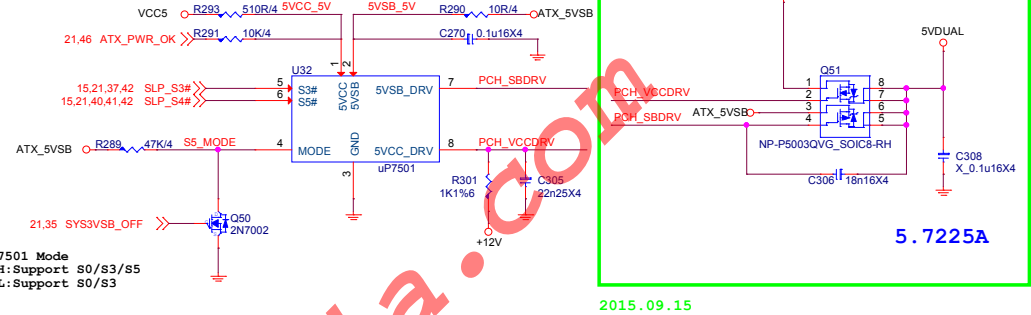 VCC5 R293 510R/4 5VCC_5V 5VSB_5V R290 10R/4 ATX_5VSB
21,46 ATX_PWR_OK R291 10K/4 C270 0.1u16X4
U32
1 2
15,21,37,42 SLP_S3# 5 S3# 5VCC 5VSB 5VSB_DRV 7 PCH_SBDRV
15,21,40,41,42 SLP_S4# 6 S5#
ATX_5VSB R289 47K/4 S5_MODE 4 MODE GND 5VCC_DRV 8 PCH_VCCDRV
3 uP7501
R301
1K1%6
C305
22n25X4
+12V
21,35 SYS3VSB_OFF Q50
2N7002
7501 Mode
H:Support S0/S3/S5
L:Support S0/S3
5VDUAL
Q51
1 8
PCH_VCCDRV 2 7
ATX_5VSB 3 6
PCH_SBDRV 4 5
NP-P5003QVG_SOIC8-RH
C306 18n16X4
C308
X_0.1u16X4
5.7225A
2015.09.15
a.com